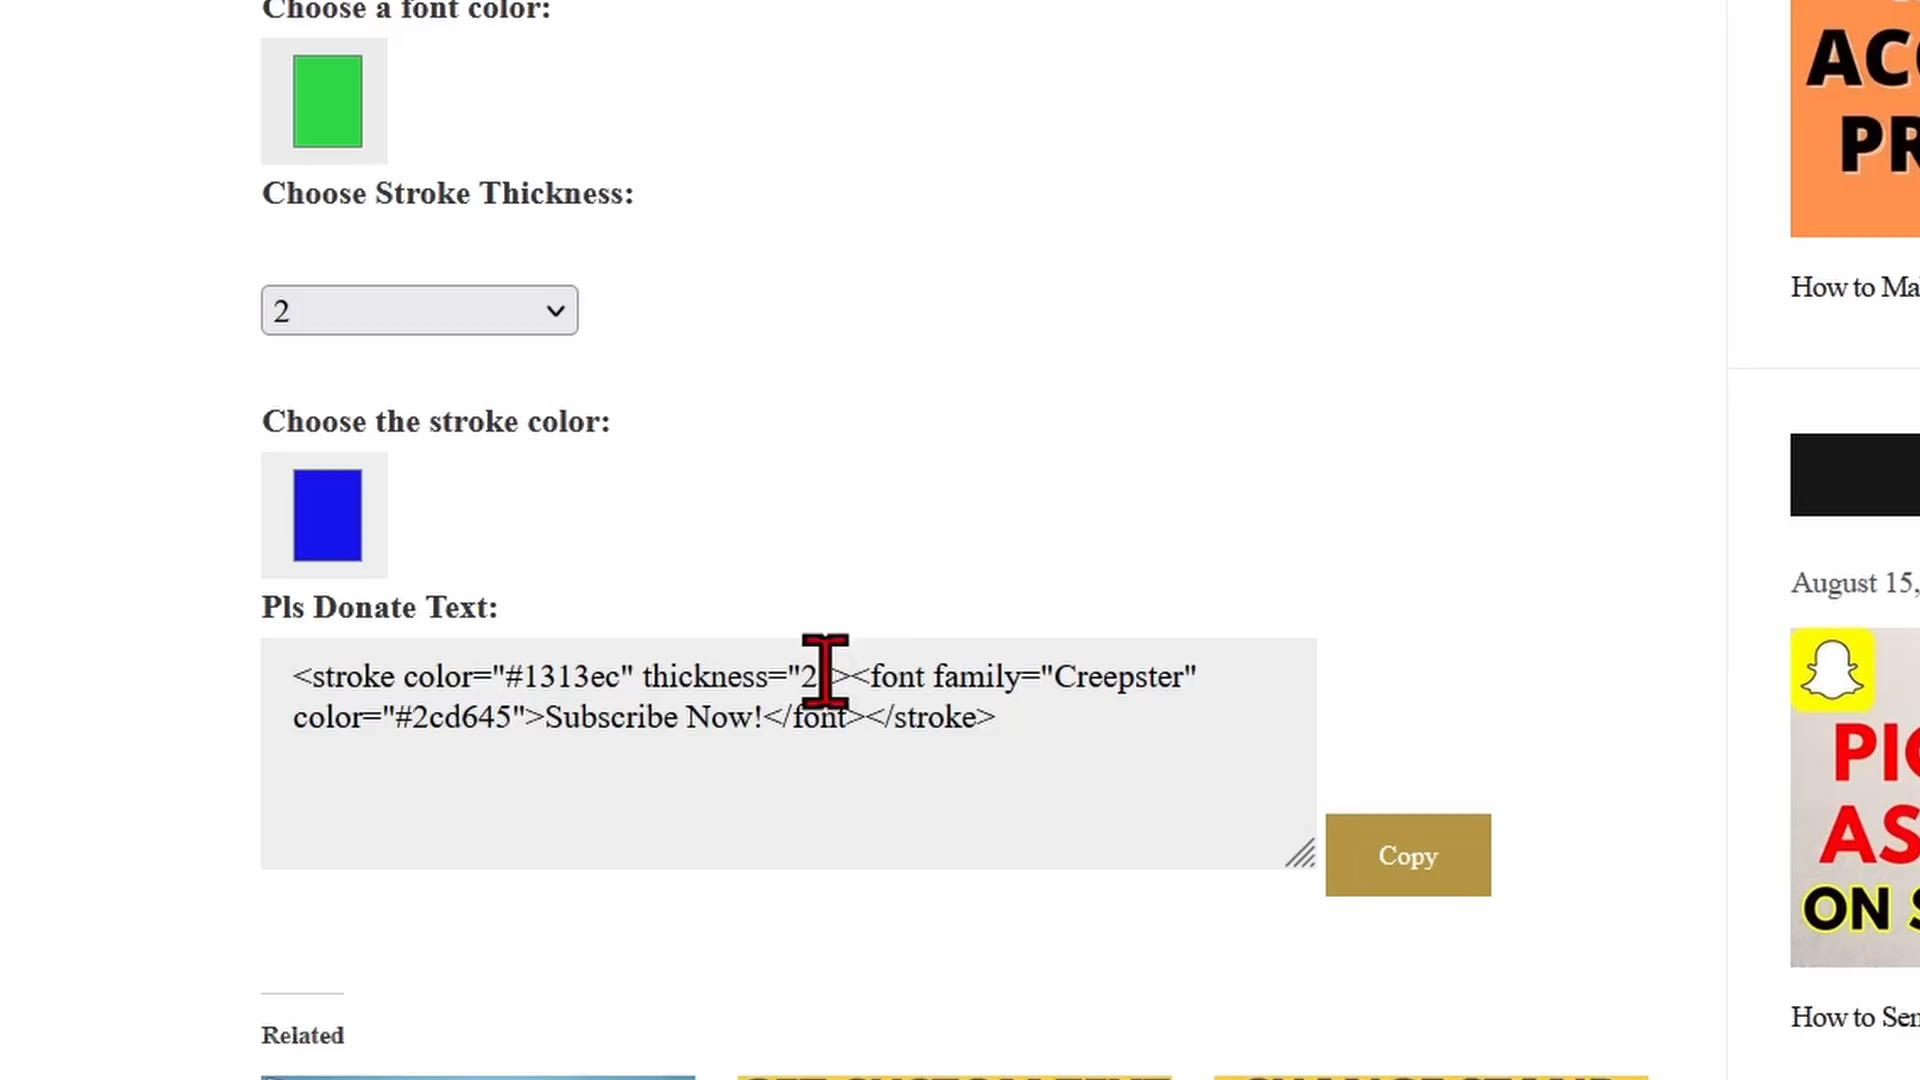 Choose a font color:
Choose Stroke Thickness:
2
Choose the stroke color:
Pls Donate Text:
<stroke color="#1313ec" thickness="2"><font family="Creepster"
color="#2cd645">Subscribe Now!</font></stroke>
Copy
Related
How to Ma
August 15,
PI
AS
ON S
How to Sen